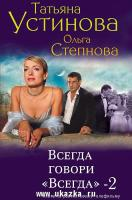 Татьяна
УСТИНОВА
Ольга
СТЕПНОВА
ВСЕГДА
ГОВОРИ
«ВСЕГДА» -2
www.ukazka.ru